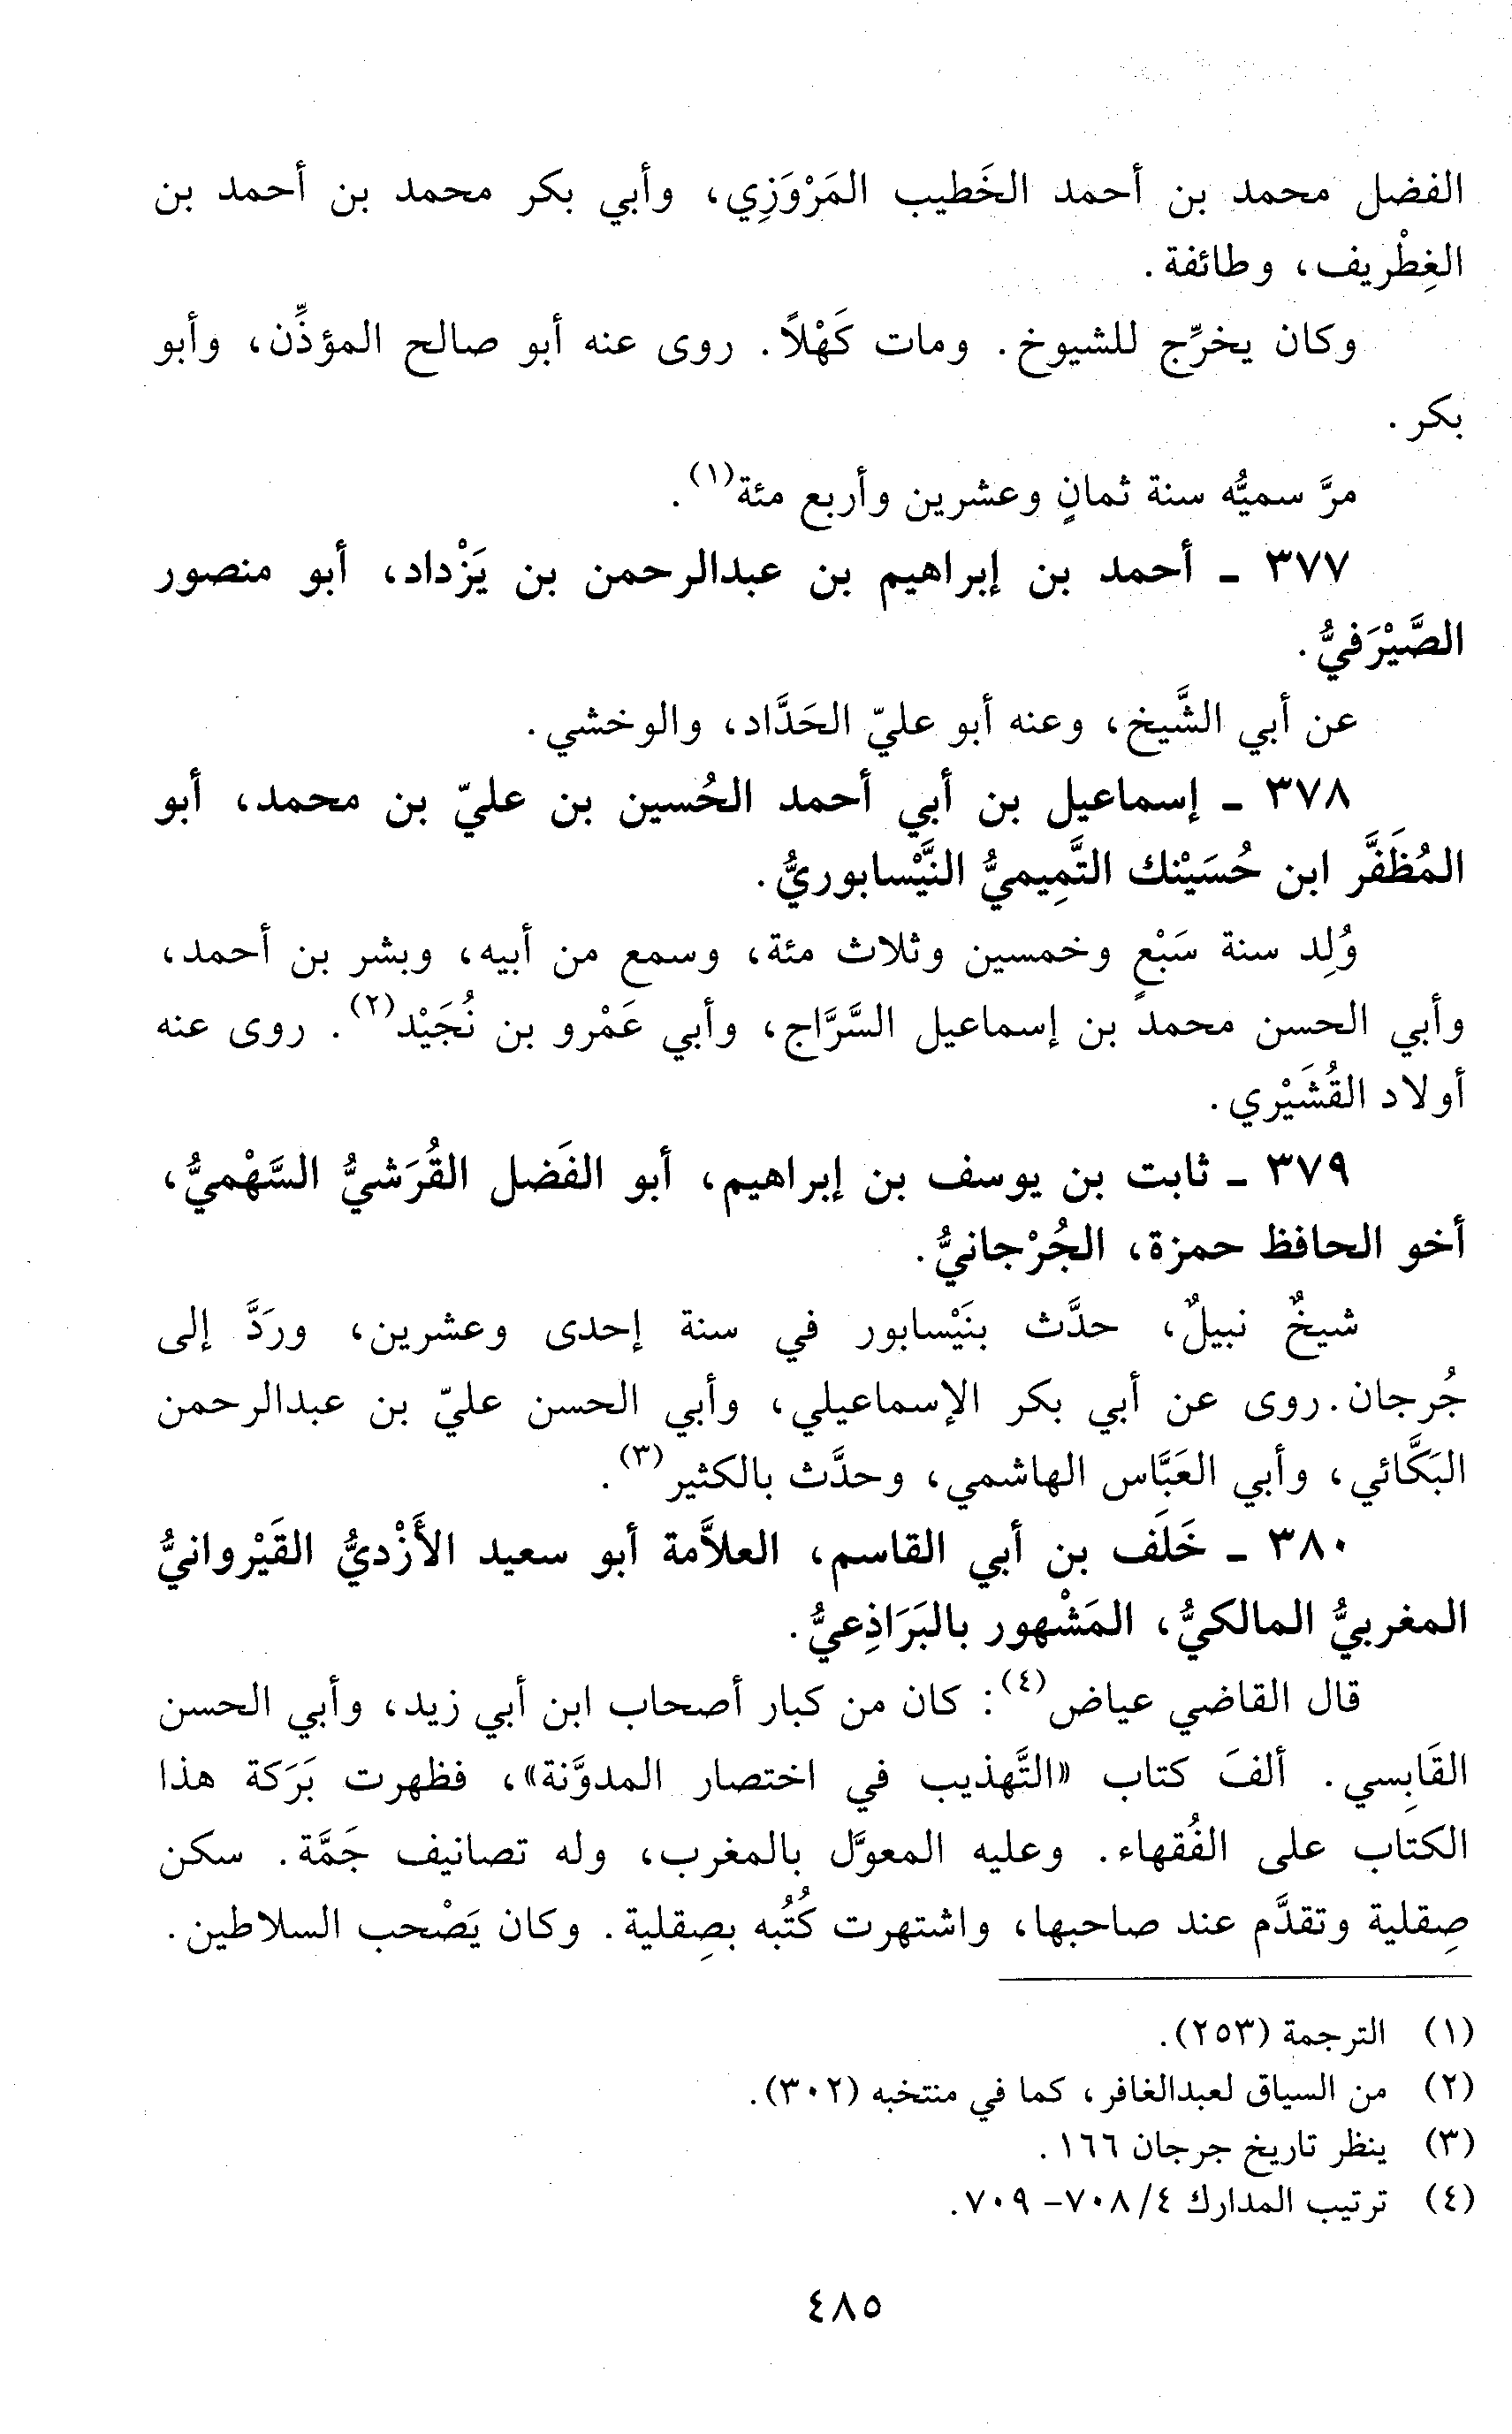 الفضل محمد بن أحمد الخَطيب المَرْوَزِي، وأبي بكر محمد بن أحمد بن
الغِطْريف، وطائفة.
وكان يخرِّج للشيوخ. ومات كَهْلاً. روى عنه أبو صالح المؤذِّن، وأبو
بكر.
مرَّ سميُّه سنة ثمانٍ وعشرين وأربع مئة(١).
٣٧٧ ـ أحمد بن إبراهيم بن عبدالرحمن بن يَزْداد، أبو منصور
الصَّيْرَفيُّ.
عن أبي الشَّيخ، وعنه أبو عليّ الحَدَّاد، والوخشي.
٣٧٨ ـ إسماعيل بن أبي أحمد الحُسين بن عليّ بن محمد، أبو
المُظَفَّر ابن حُسَيْنك التَّمِيميُّ النَّيْسابوريُّ.
وُلِد سنة سَبْعٍ وخمسين وثلاث مئة، وسمع من أبيه، وبشر بن أحمد،
وأبي الحسن محمد بن إسماعيل السَّرَّاج، وأبي عَمْرو بن نُجَيْد(٢). روى عنه
أولاد القُشَيْري.
٣٧٩ ـ ثابت بن يوسف بن إبراهيم، أبو الفَضل القُرَشيُّ السَّهْميُّ،
أخو الحافظ حمزة، الجُرْجانيُّ.
شيخٌ نبيلٌ، حدَّث بنَيْسابور في سنة إحدى وعشرين، وردَّ إلى
جُرجان. روى عن أبي بكر الإسماعيلي، وأبي الحسن عليّ بن عبدالرحمن
البَكَّائي، وأبي العَبَّاس الهاشمي، وحدَّث بالكثير(٣).
٣٨٠ ـ خَلَف بن أبي القاسم، العلاَّمة أبو سعيد الأَزْديُّ القَيْروانيُّ
المغربيُّ المالكيُّ، المَشْهور بالبَرَاذِعيُّ.
قال القاضي عياض(٤): كان من كبار أصحاب ابن أبي زيد، وأبي الحسن
القَابِسي. ألفَ كتاب «التَّهذيب في اختصار المدوَّنة»، فظهرت بَرَكة هذا
الكتاب على الفُقهاء. وعليه المعوَّل بالمغرب، وله تصانيف جَمَّة. سكن
صِقلية وتقدَّم عند صاحبها، واشتهرت كُتُبه بصِقلية. وكان يَصْحب السلاطين.
(١) الترجمة (٢٥٣).
(٢) من السياق لعبدالغافر، كما في منتخبه (٣٠٢).
(٣) ينظر تاريخ جرجان ١٦٦.
(٤) ترتيب المدارك ٤/ ٧٠٨- ٧٠٩.
٤٨٥